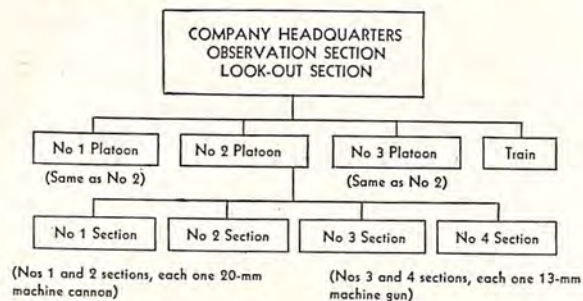 COMPANY HEADQUARTERS
OBSERVATION SECTION
LOOK-OUT SECTION
No 1 Platoon
No 2 Platoon
No 3 Platoon
Train
(Same as No 2)
(Same as No 2)
No 1 Section
No 2 Section
No 3 Section
No 4 Section
(Nos 1 and 2 sections, each one 20-mm
machine cannon)
(Nos 3 and 4 sections, each one 13-mm
machine gun)